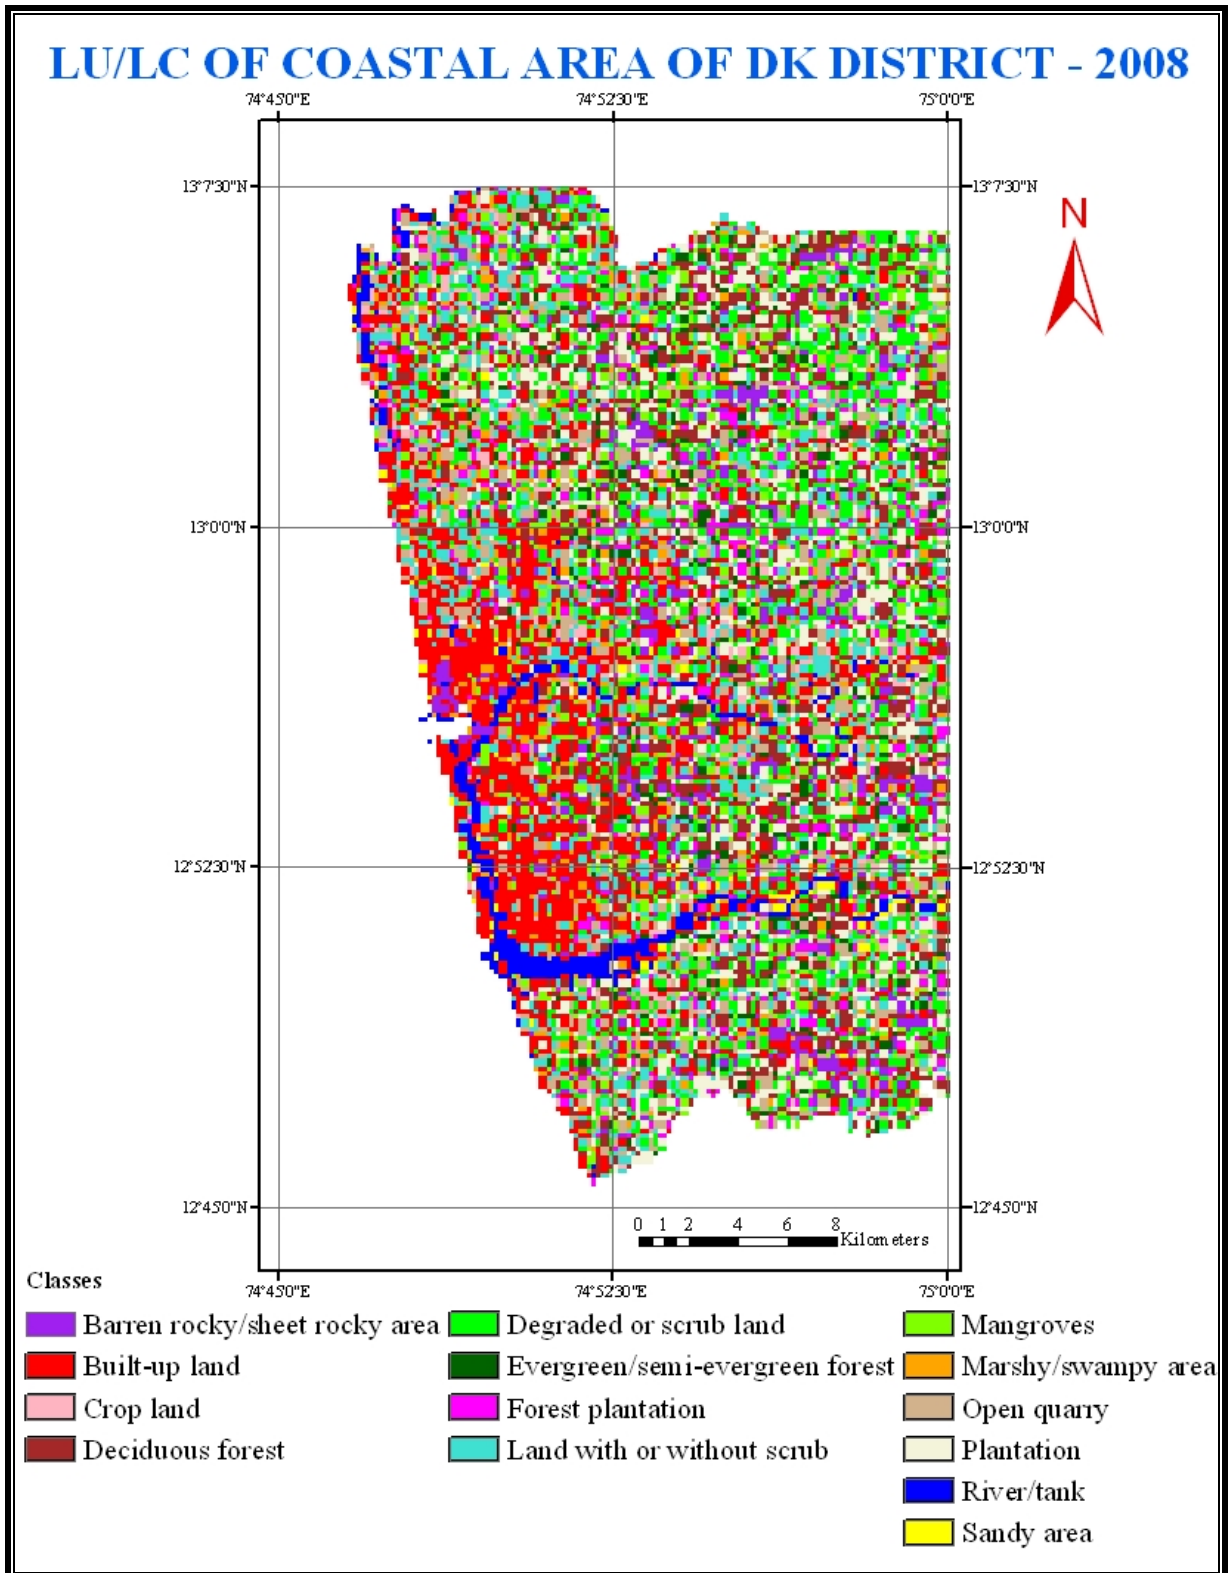 LU/LC OF COASTAL AREA OF DK DISTRICT - 2008
74°45'0"E 74°52'30"E 75°0'0"E
13°7'30"N 13°7'30"N
N
13°0'0"N 13°0'0"N
12°52'30"N 12°52'30"N
12°45'0"N 12°45'0"N
0 1 2 4 6 8
Kilometers
74°45'0"E 74°52'30"E 75°0'0"E
Classes
Barren rocky/sheet rocky area Degraded or scrub land Mangroves
Built-up land Evergreen/semi-evergreen forest Marshy/swampy area
Crop land Forest plantation Open quarry
Deciduous forest Land with or without scrub Plantation
River/tank
Sandy area